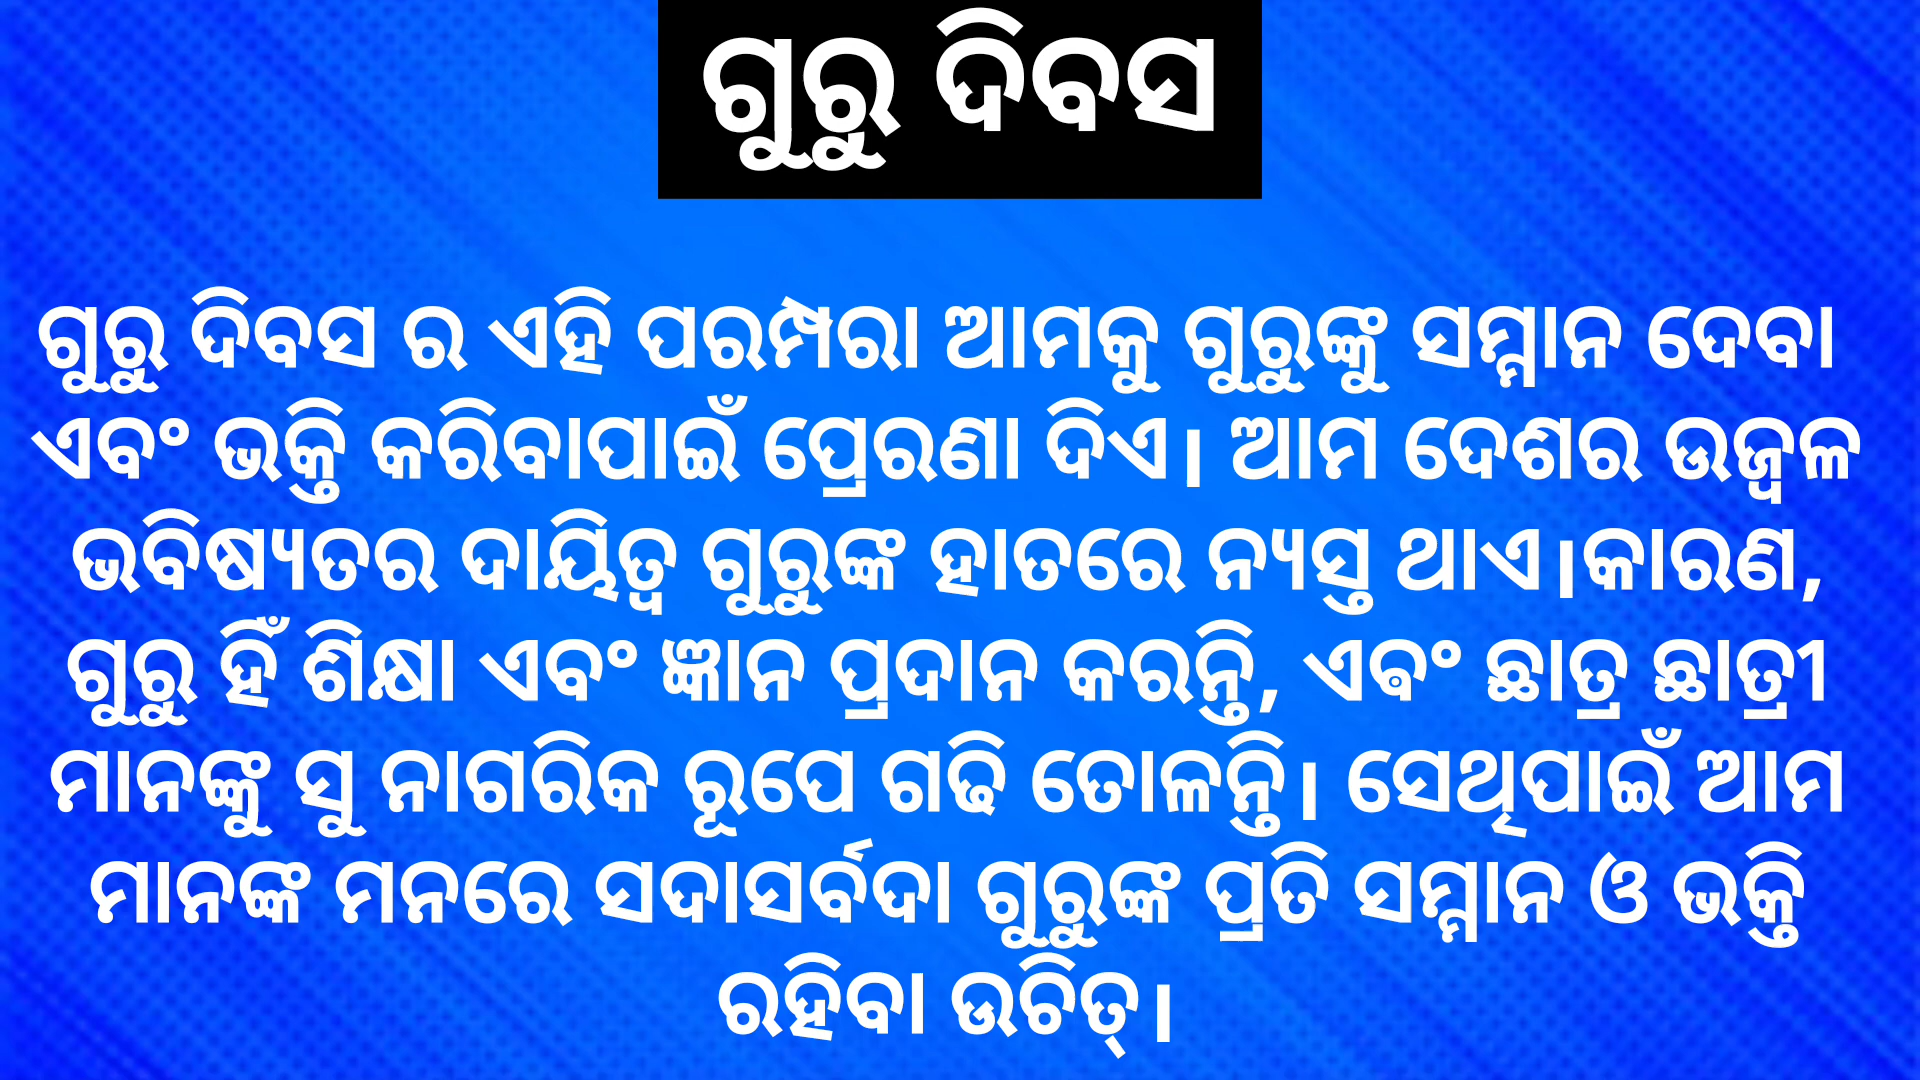 ଗୁରୁ ଦିବସ
ଗୁରୁ ଦିବସ ର ଏହି ପରମ୍ପରା ଆମକୁ ଗୁରୁଙ୍କୁ ସମ୍ମାନ ଦେବା
ଏବଂ ଭକ୍ତି କରିବାପାଇଁ ପ୍ରେରଣା ଦିଏ। ଆମ ଦେଶର ଉଜ୍ୱଳ
ଭବିଷ୍ୟତର ଦାୟିତ୍ୱ ଗୁରୁଙ୍କ ହାତରେ ନ୍ୟସ୍ତ ଥାଏ।କାରଣ,
ଗୁରୁ ହିଁ ଶିକ୍ଷା ଏବଂ ଜ୍ଞାନ ପ୍ରଦାନ କରନ୍ତି, ଏଵଂ ଛାତ୍ର ଛାତ୍ରୀ
ମାନଙ୍କୁ ସୁ ନାଗରିକ ରୂପେ ଗଢି ତୋଳନ୍ତି। ସେଥିପାଇଁ ଆମ
ମାନଙ୍କ ମନରେ ସଦାସର୍ବଦା ଗୁରୁଙ୍କ ପ୍ରତି ସମ୍ମାନ ଓ ଭକ୍ତି
ରହିବା ଉଚିତ୍।